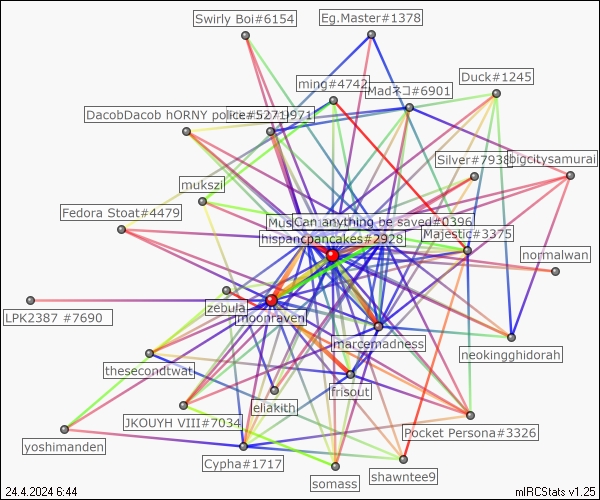 Swirly Boi#6154
Eg.Master#1378
ming#4742
Madネコ#6901
Duck#1245
DacobDacob hORNY police#5271
Silver#7938
bigcitysamurai
mukszi
Fedora Stoat#4479
Can anything be saved#0396
hispanicpancakes#2928
Majestic#3375
normalwan
zebula
moonraven
LPK2387 #7690
marcemadness
neokingghidorah
thesecondtwat
frisout
eliakith
JKOUYH VIII#7034
Pocket Persona#3326
yoshimanden
Cypha#1717
somass
shawntee9
24.4.2024 6:44
mIRCStats v1.25